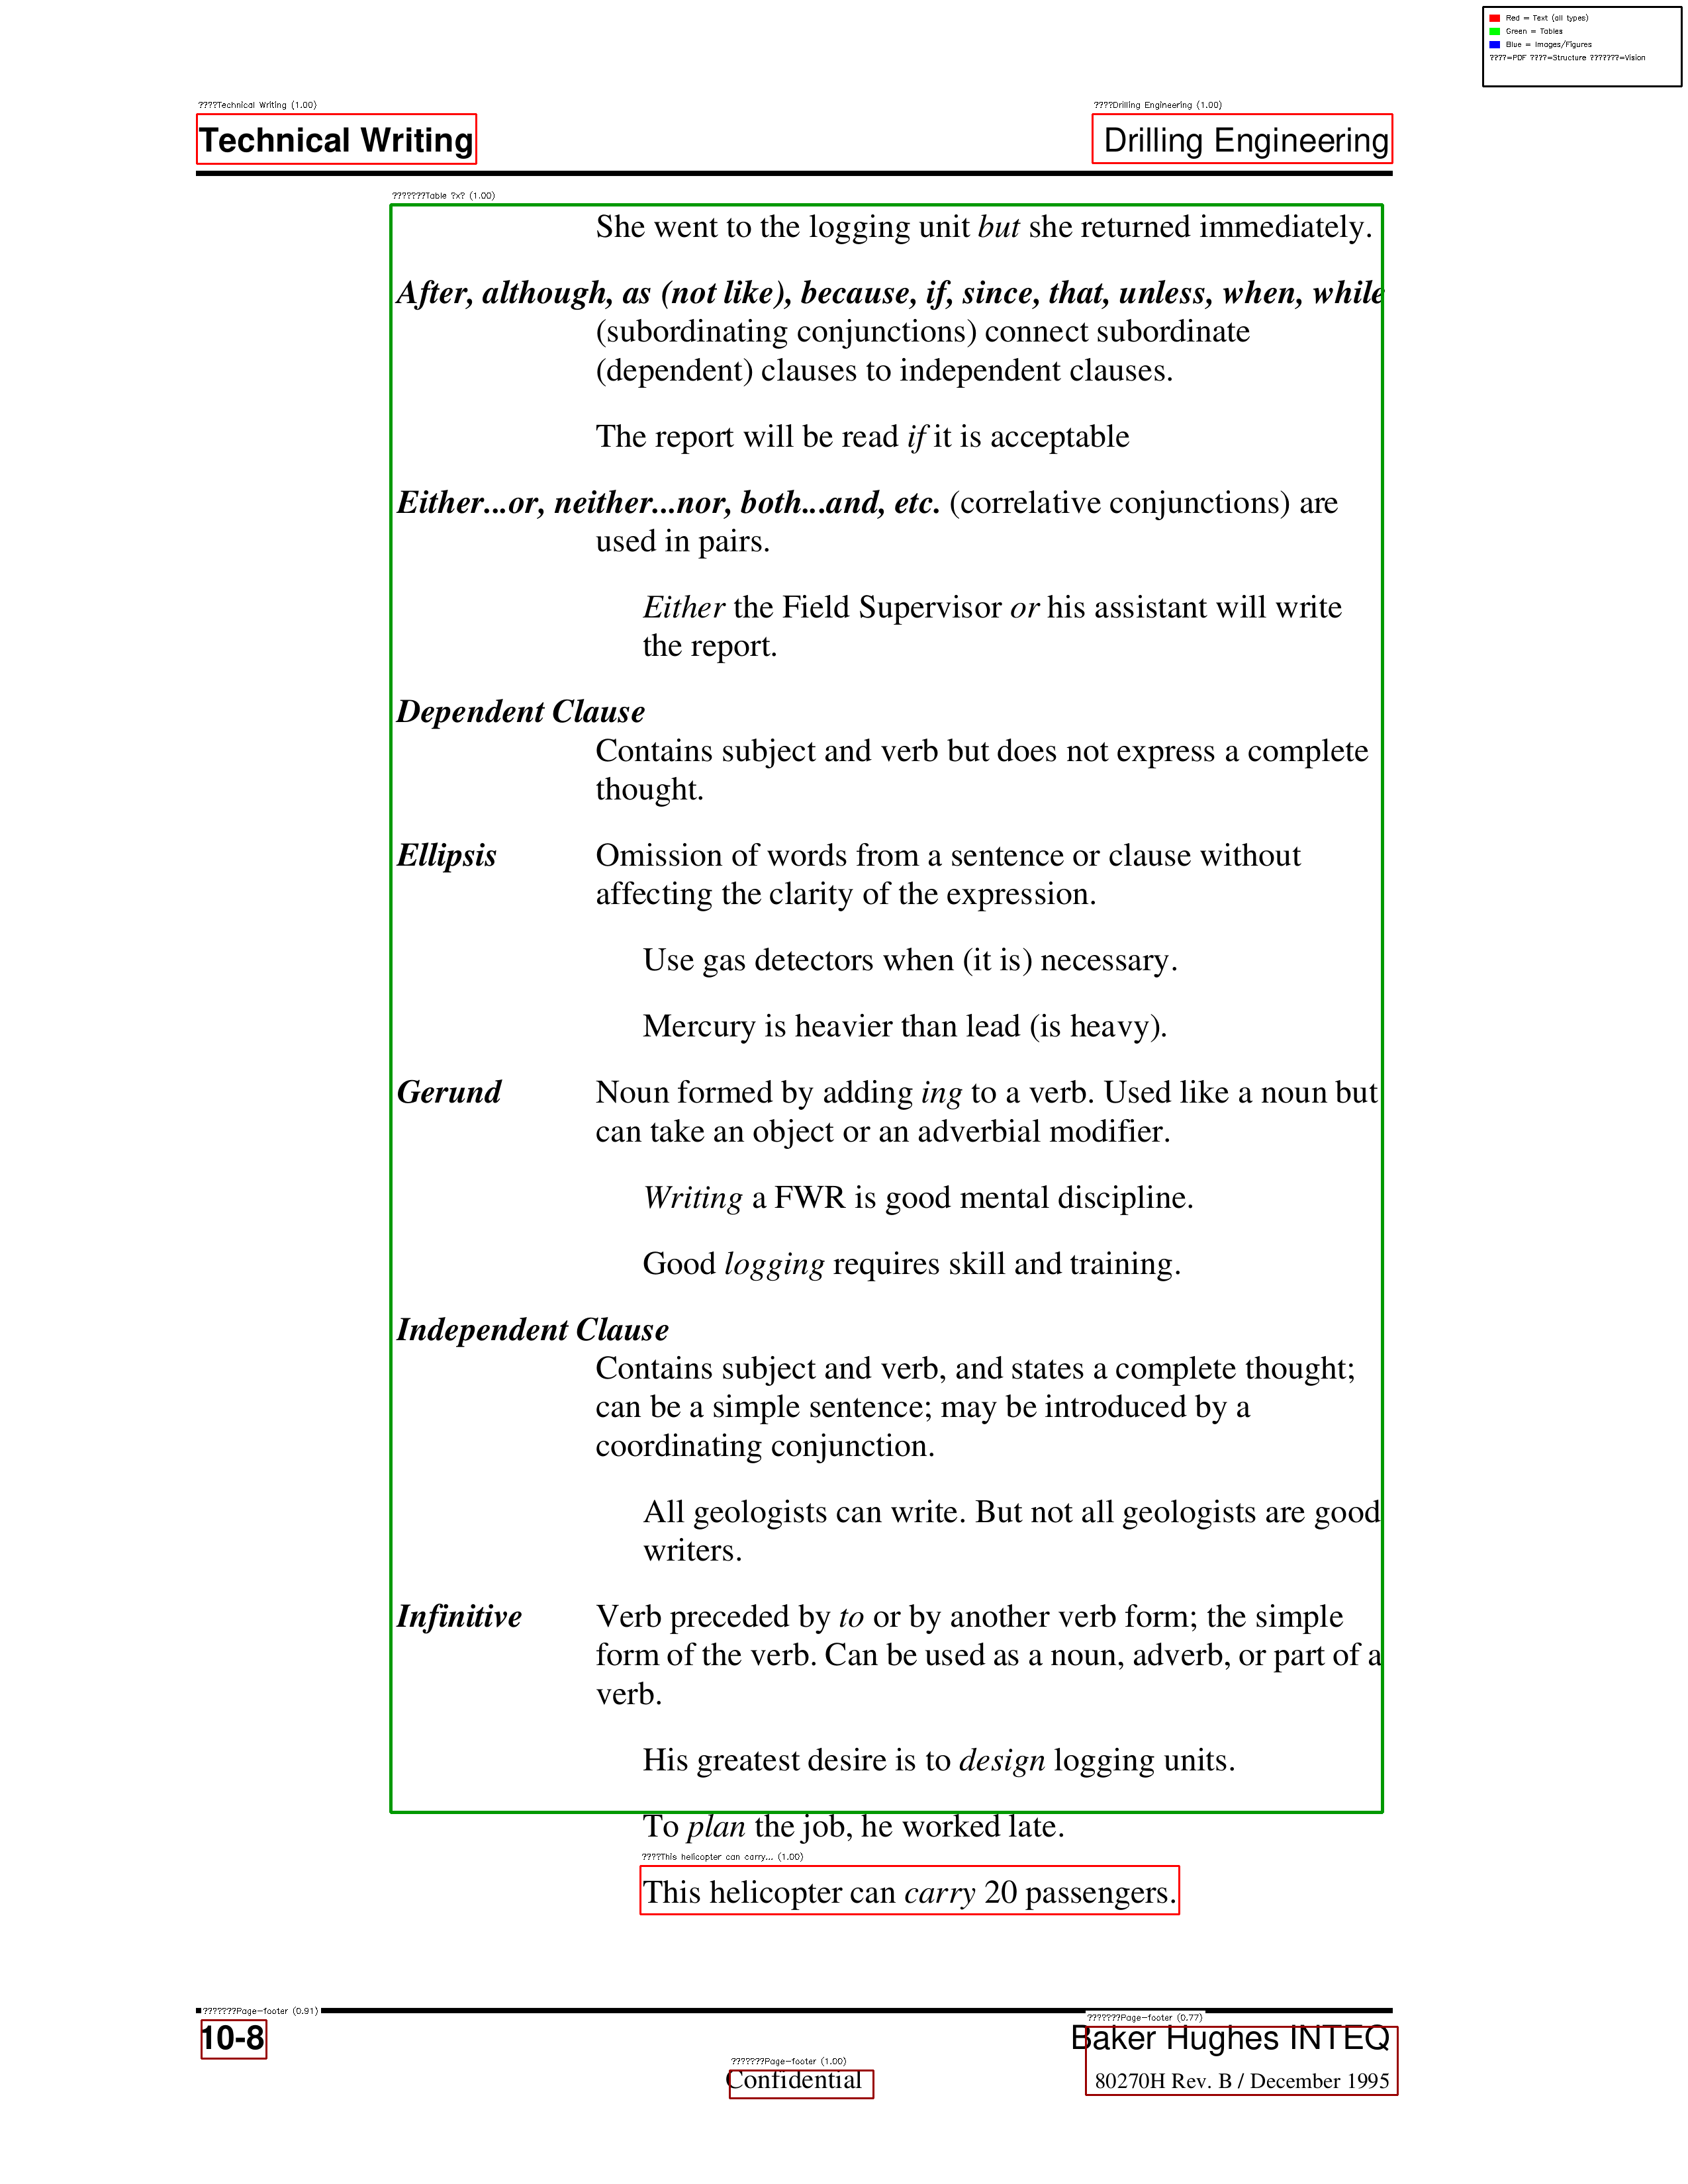 Red = Text (all types)
Green = Tables
Blue = Images/Figures
????=PDF ????=Structure ???????=Vision
????Technical Writing (1.00)
????Drilling Engineering (1.00)
Technical Writing
Drilling Engineering
???????Table ?x? (1.00)
She went to the logging unit but she returned immediately.
After, although, as (not like), because, if, since, that, unless, when, while
(subordinating conjunctions) connect subordinate
(dependent) clauses to independent clauses.
The report will be read if it is acceptable
Either...or, neither...nor, both...and, etc. (correlative conjunctions) are
used in pairs.
Either the Field Supervisor or his assistant will write
the report.
Dependent Clause
Contains subject and verb but does not express a complete
thought.
Ellipsis Omission of words from a sentence or clause without
affecting the clarity of the expression.
Use gas detectors when (it is) necessary.
Mercury is heavier than lead (is heavy).
Gerund Noun formed by adding ing to a verb. Used like a noun but
can take an object or an adverbial modifier.
Writing a FWR is good mental discipline.
Good logging requires skill and training.
Independent Clause
Contains subject and verb, and states a complete thought;
can be a simple sentence; may be introduced by a
coordinating conjunction.
All geologists can write. But not all geologists are good
writers.
Infinitive Verb preceded by to or by another verb form; the simple
form of the verb. Can be used as a noun, adverb, or part of a
verb.
His greatest desire is to design logging units.
To plan the job, he worked late.
????This helicopter can carry... (1.00)
This helicopter can carry 20 passengers.
???????Page-footer (0.91)
???????Page-footer (0.77)
10-8
Baker Hughes INTEQ
???????Page-footer (1.00)
Confidential
80270H Rev. B / December 1995